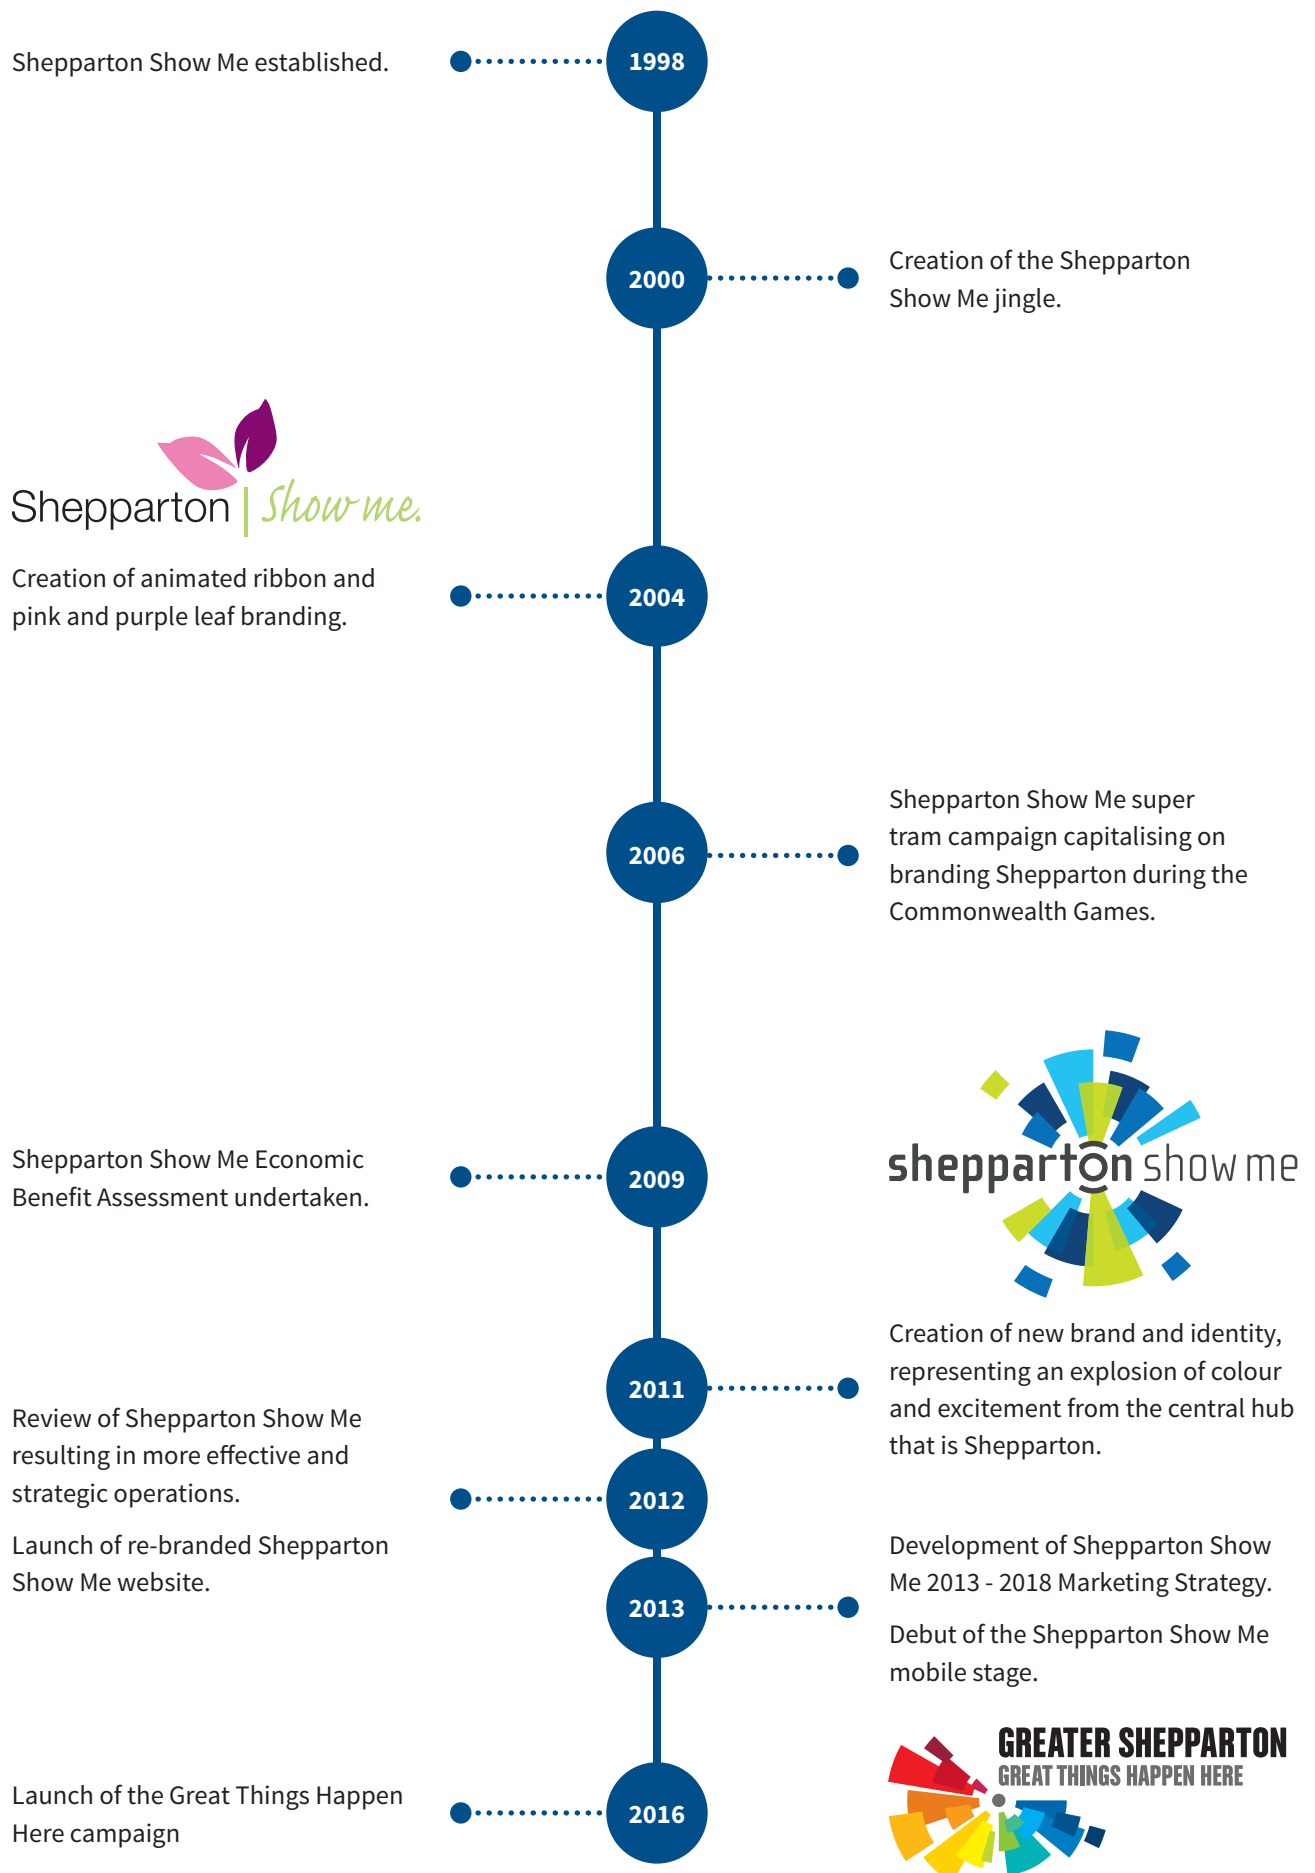 Shepparton Show Me established.
1998
2000
Creation of the Shepparton
Show Me jingle.
Shepparton | Show me.
Creation of animated ribbon and
pink and purple leaf branding.
2004
2006
Shepparton Show Me super
tram campaign capitalising on
branding Shepparton during the
Commonwealth Games.
Shepparton Show Me Economic
Benefit Assessment undertaken.
2009
shepparton show me
2011
Creation of new brand and identity,
representing an explosion of colour
and excitement from the central hub
that is Shepparton.
Review of Shepparton Show Me
resulting in more effective and
strategic operations.
Launch of re-branded Shepparton
Show Me website.
2012
2013
Development of Shepparton Show
Me 2013 - 2018 Marketing Strategy.
Debut of the Shepparton Show Me
mobile stage.
Launch of the Great Things Happen
Here campaign
2016
GREATER SHEPPARTON
GREAT THINGS HAPPEN HERE